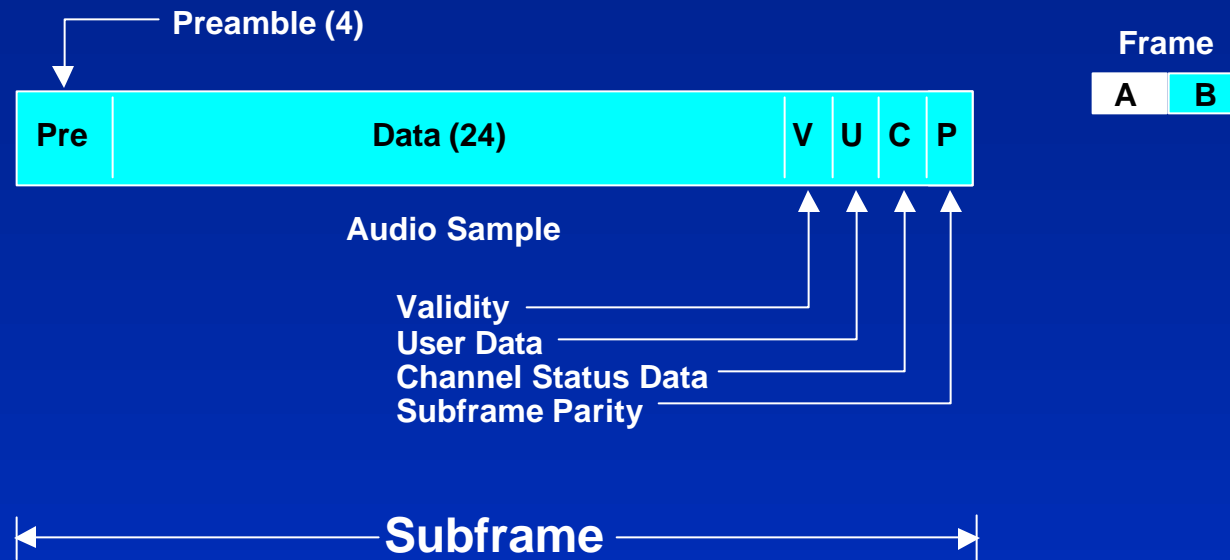 Preamble (4)
Frame
A B
Pre Data (24) V U C P
Audio Sample
Validity
User Data
Channel Status Data
Subframe Parity
Subframe